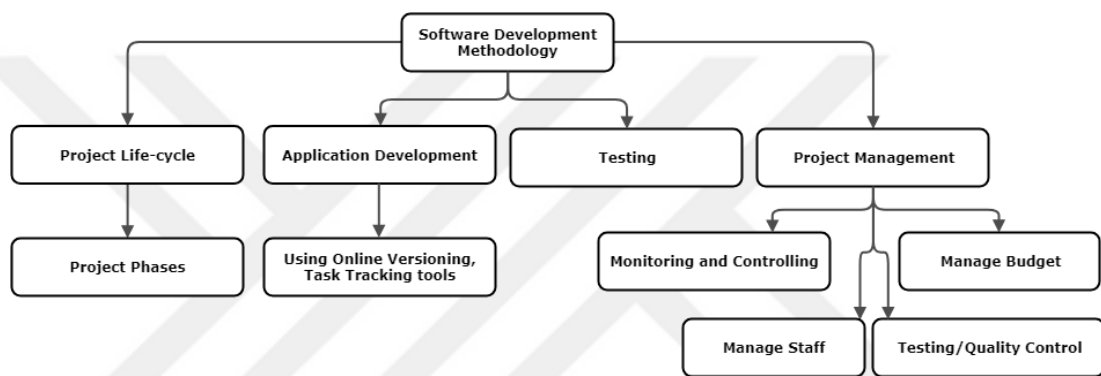 Software Development
Methodology
Project Life-cycle
Application Development
Testing
Project Management
Project Phases
Using Online Versioning,
Task Tracking tools
Monitoring and Controlling
Manage Budget
Manage Staff
Testing/Quality Control